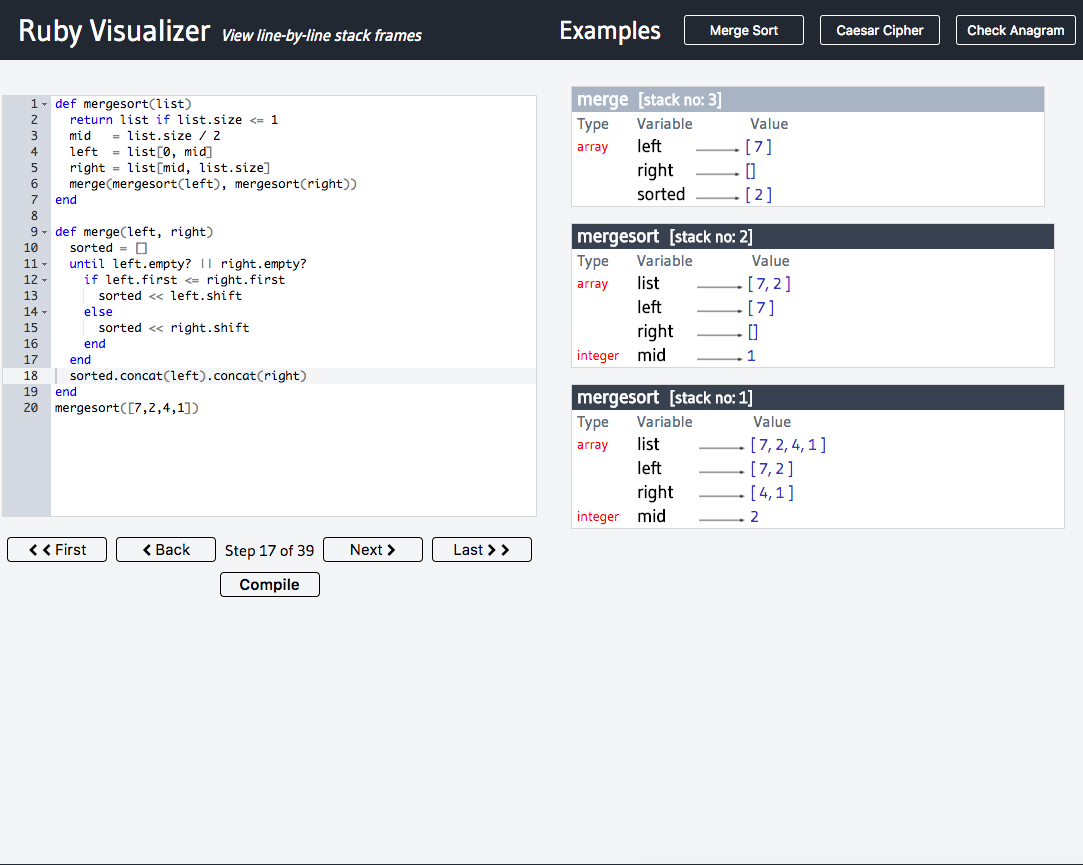 Ruby Visualizer View line-by-line stack frames
Examples Merge Sort Caesar Cipher Check Anagram
1 def mergesort(list)
2 return list if list.size <= 1
3 mid = list.size / 2
4 left = list[0, mid]
5 right = list[mid, list.size]
6 merge(mergesort(left), mergesort(right))
7 end
8
9 def merge(left, right)
10 sorted = []
11 until left.empty? || right.empty?
12 if left.first <= right.first
13 sorted << left.shift
14 else
15 sorted << right.shift
16 end
17 end
18 sorted.concat(left).concat(right)
19 end
20 mergesort([7,2,4,1])
First Back Step 17 of 39 Next Last
Compile
merge [stack no: 3]
Type Variable Value
array left [ 7 ]
right []
sorted [ 2 ]
mergesort [stack no: 2]
Type Variable Value
array list [ 7, 2 ]
left [ 7 ]
right []
integer mid 1
mergesort [stack no: 1]
Type Variable Value
array list [ 7, 2, 4, 1 ]
left [ 7, 2 ]
right [ 4, 1 ]
integer mid 2